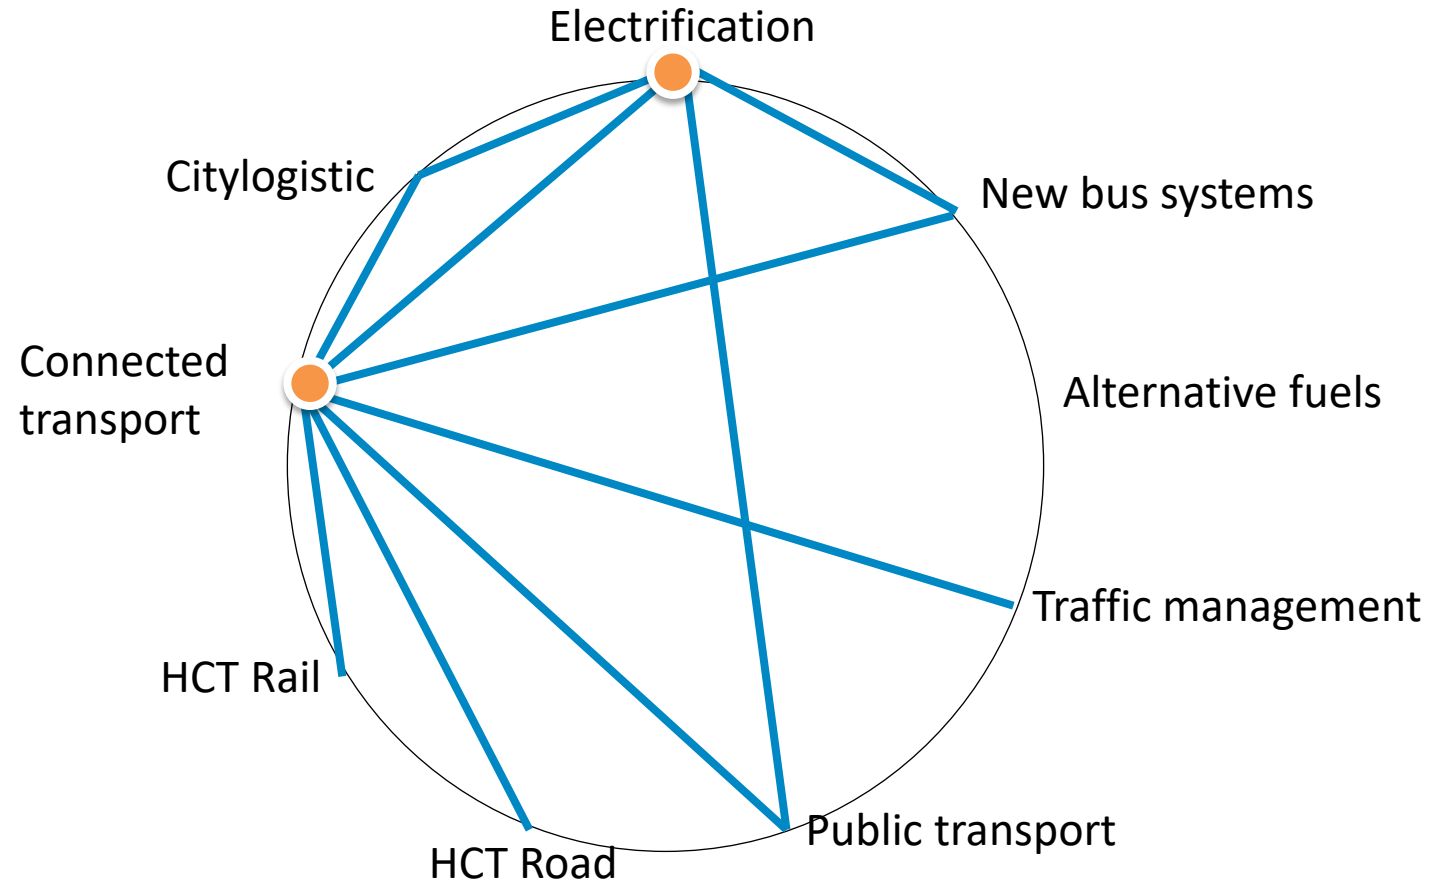 Electrification
Citylogistic
New bus systems
Connected
transport
Alternative fuels
Traffic management
HCT Rail
Public transport
HCT Road